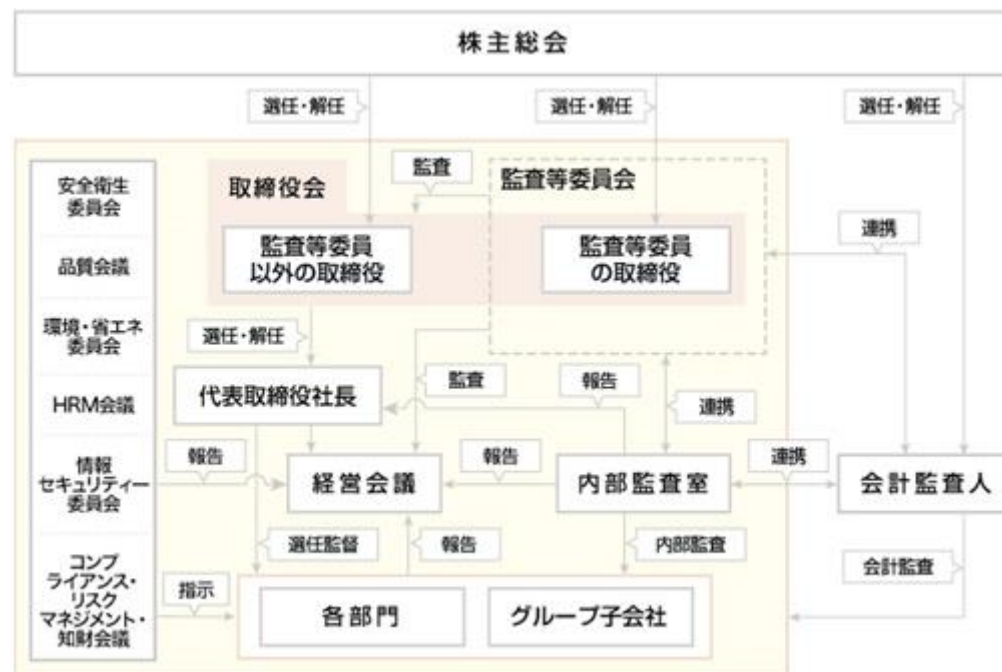 株主総会
選任・解任
選任・解任
選任・解任
安全衛生
委員会
品質会議
環境・省エネ
委員会
HRM会議
情報
セキュリティー
委員会
コンプ
ライアンス・
リスク
マネジメント・
知財会議
取締役会
監査
監査等委員会
監査等委員
以外の取締役
監査等委員
の取締役
連携
選任・解任
代表取締役社長
監査
報告
連携
報告
経営会議
報告
内部監査室
連携
会計監査人
選任監督
報告
内部監査
会計監査
指示
各部門
グループ子会社